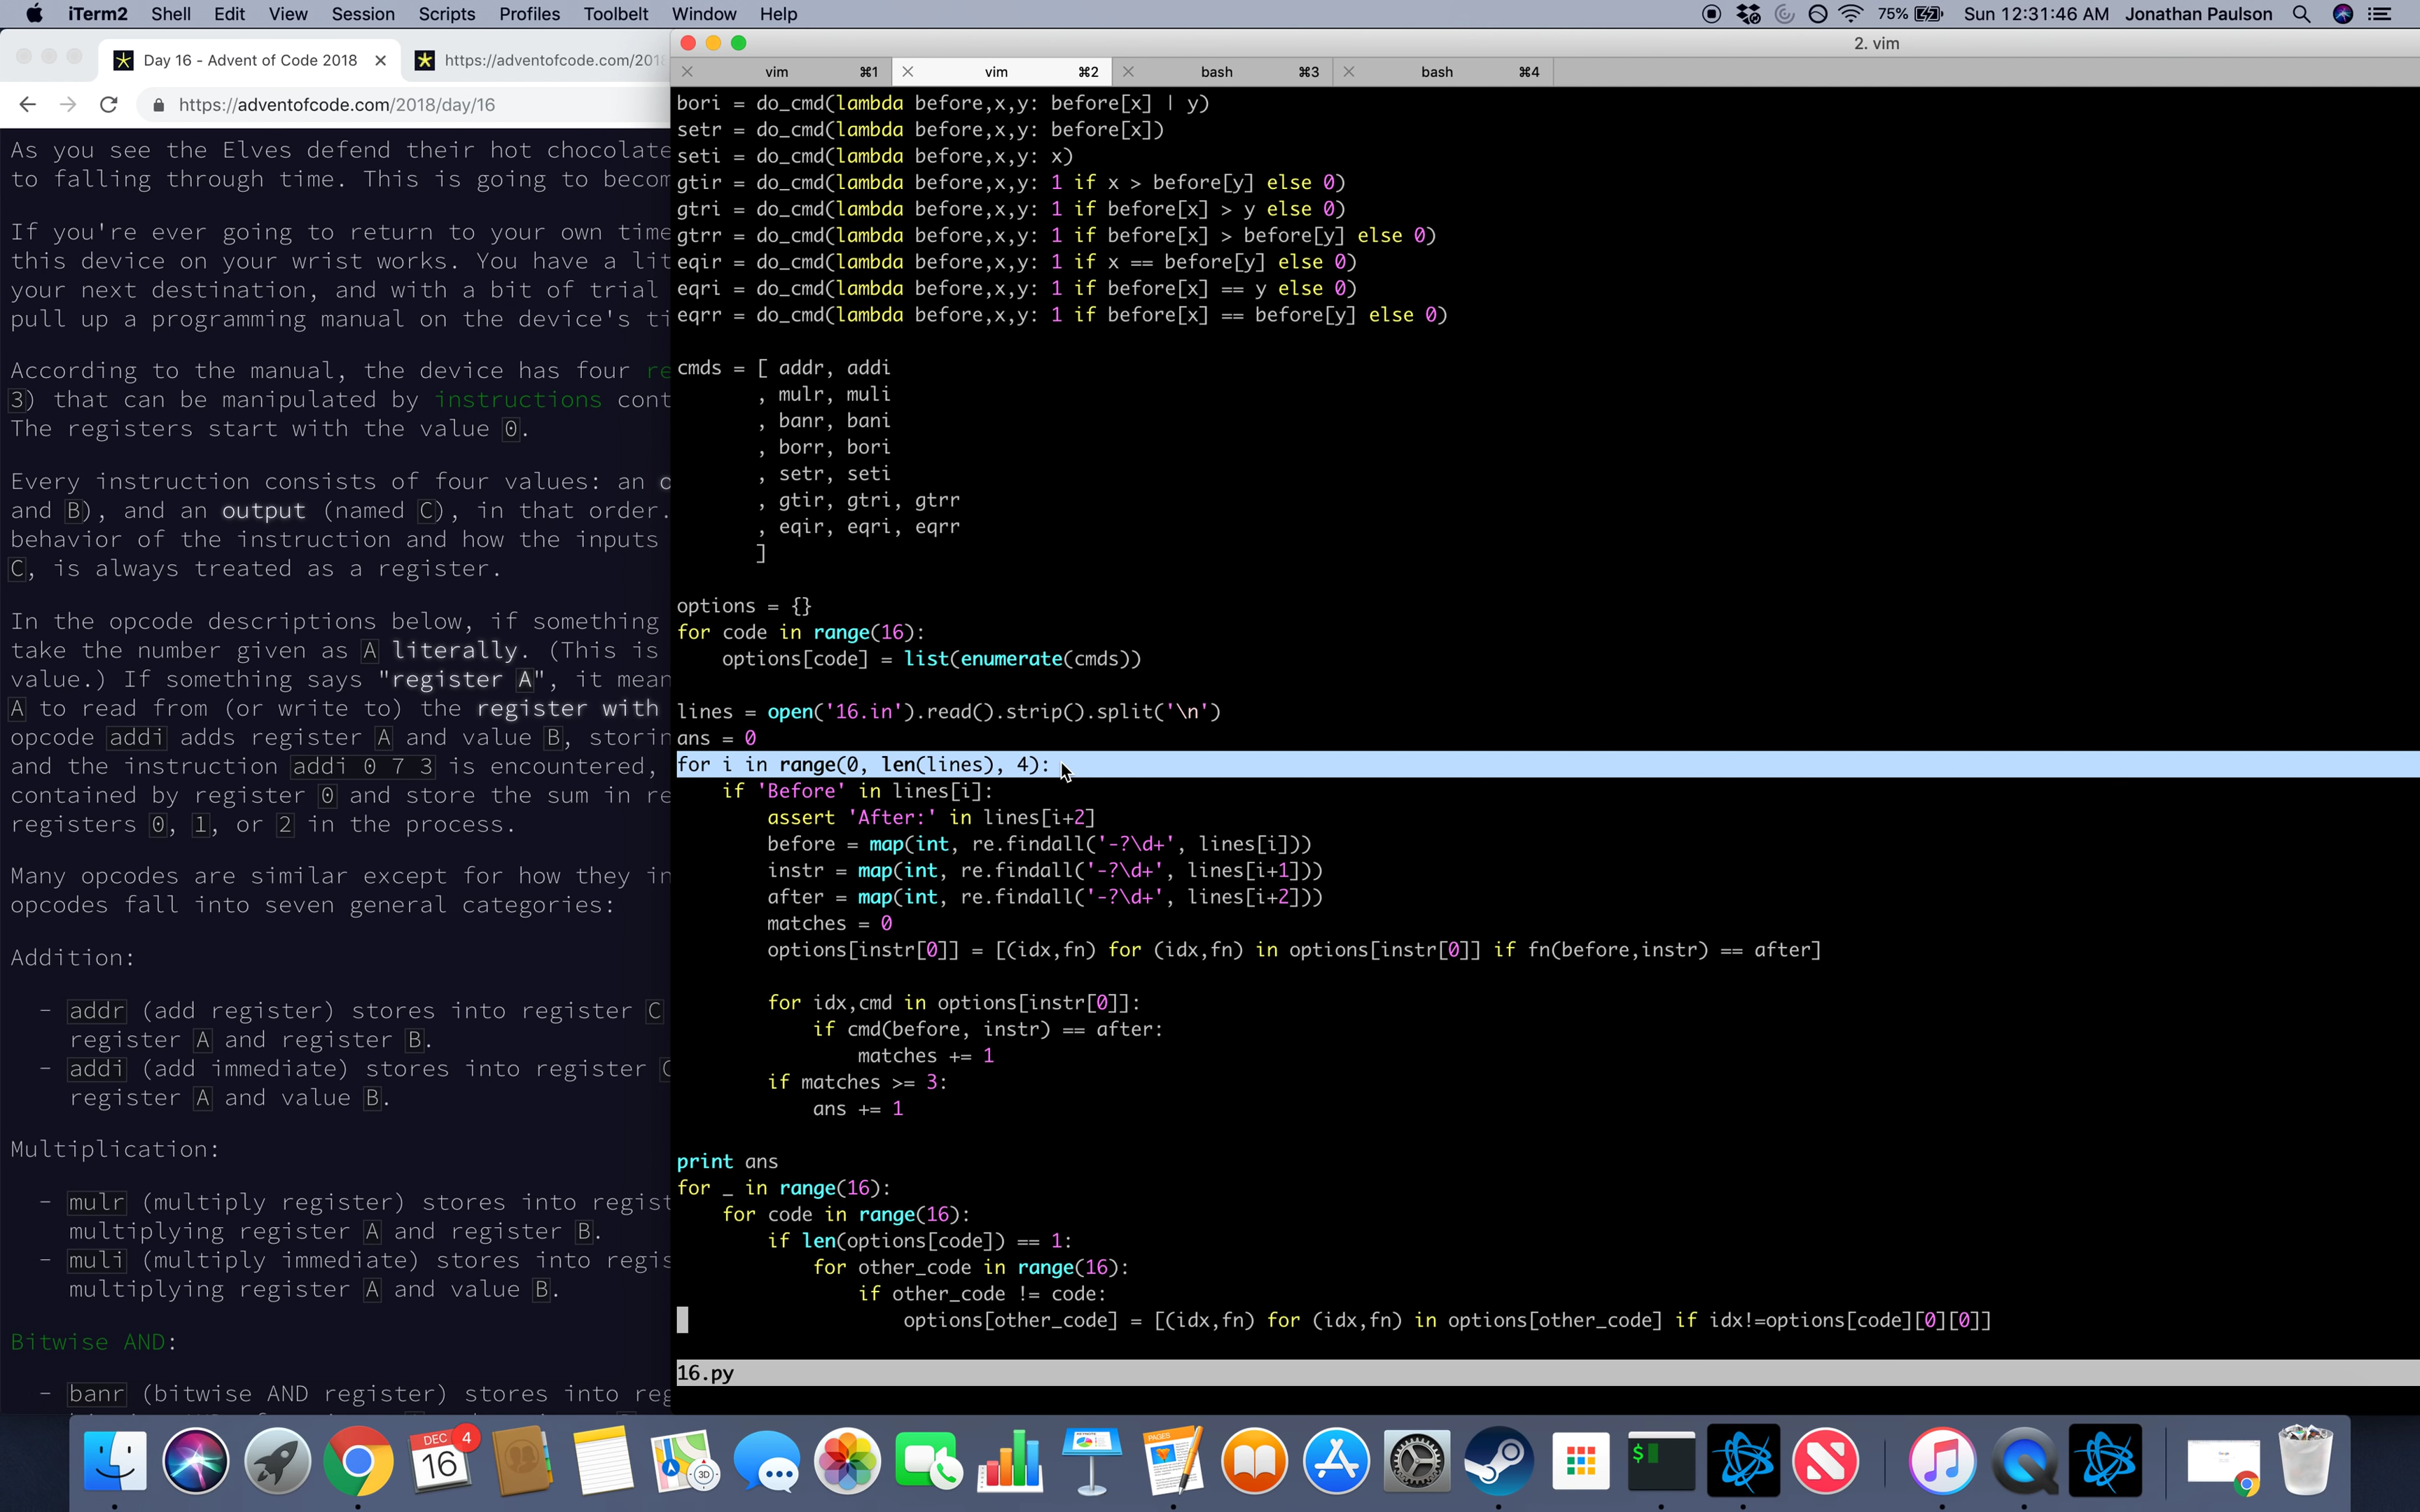 iTerm2 Shell Edit View Session Scripts Profiles Toolbelt Window Help 75% Sun 12:31:46 AM Jonathan Paulson
Day 16 - Advent of Code 2018 https://adventofcode.com/201
https://adventofcode.com/2018/day/16
As you see the Elves defend their hot chocolate
to falling through time. This is going to becom
If you're ever going to return to your own time
this device on your wrist works. You have a lit
your next destination, and with a bit of trial
pull up a programming manual on the device's ti
According to the manual, the device has four re
3) that can be manipulated by instructions cont
The registers start with the value 0.
Every instruction consists of four values: an o
and B), and an output (named C), in that order.
behavior of the instruction and how the inputs
C, is always treated as a register.
In the opcode descriptions below, if something
take the number given as A literally. (This is
value.) If something says "register A", it mean
A to read from (or write to) the register with
opcode addi adds register A and value B, storin
and the instruction addi 0 7 3 is encountered,
contained by register 0 and store the sum in re
registers 0, 1, or 2 in the process.
Many opcodes are similar except for how they in
opcodes fall into seven general categories:
Addition:
- addr (add register) stores into register C
register A and register B.
- addi (add immediate) stores into register C
register A and value B.
Multiplication:
- mulr (multiply register) stores into regist
multiplying register A and register B.
- muli (multiply immediate) stores into regis
multiplying register A and value B.
Bitwise AND:
- banr (bitwise AND register) stores into reg
2. vim
vim ⌘1 vim ⌘2 bash ⌘3 bash ⌘4
bori = do_cmd(lambda before,x,y: before[x] | y)
setr = do_cmd(lambda before,x,y: before[x])
seti = do_cmd(lambda before,x,y: x)
gtir = do_cmd(lambda before,x,y: 1 if x > before[y] else 0)
gtri = do_cmd(lambda before,x,y: 1 if before[x] > y else 0)
gtrr = do_cmd(lambda before,x,y: 1 if before[x] > before[y] else 0)
eqir = do_cmd(lambda before,x,y: 1 if x == before[y] else 0)
eqri = do_cmd(lambda before,x,y: 1 if before[x] == y else 0)
eqrr = do_cmd(lambda before,x,y: 1 if before[x] == before[y] else 0)
cmds = [ addr, addi
, mulr, muli
, banr, bani
, borr, bori
, setr, seti
, gtir, gtri, gtrr
, eqir, eqri, eqrr
]
options = {}
for code in range(16):
options[code] = list(enumerate(cmds))
lines = open('16.in').read().strip().split('\n')
ans = 0
for i in range(0, len(lines), 4):
if 'Before' in lines[i]:
assert 'After:' in lines[i+2]
before = map(int, re.findall('-?\d+', lines[i]))
instr = map(int, re.findall('-?\d+', lines[i+1]))
after = map(int, re.findall('-?\d+', lines[i+2]))
matches = 0
options[instr[0]] = [(idx,fn) for (idx,fn) in options[instr[0]] if fn(before,instr) == after]
for idx,cmd in options[instr[0]]:
if cmd(before, instr) == after:
matches += 1
if matches >= 3:
ans += 1
print ans
for _ in range(16):
for code in range(16):
if len(options[code]) == 1:
for other_code in range(16):
if other_code != code:
options[other_code] = [(idx,fn) for (idx,fn) in options[other_code] if idx!=options[code][0][0]]
16.py
DEC 4
16
3D
PAGES
$